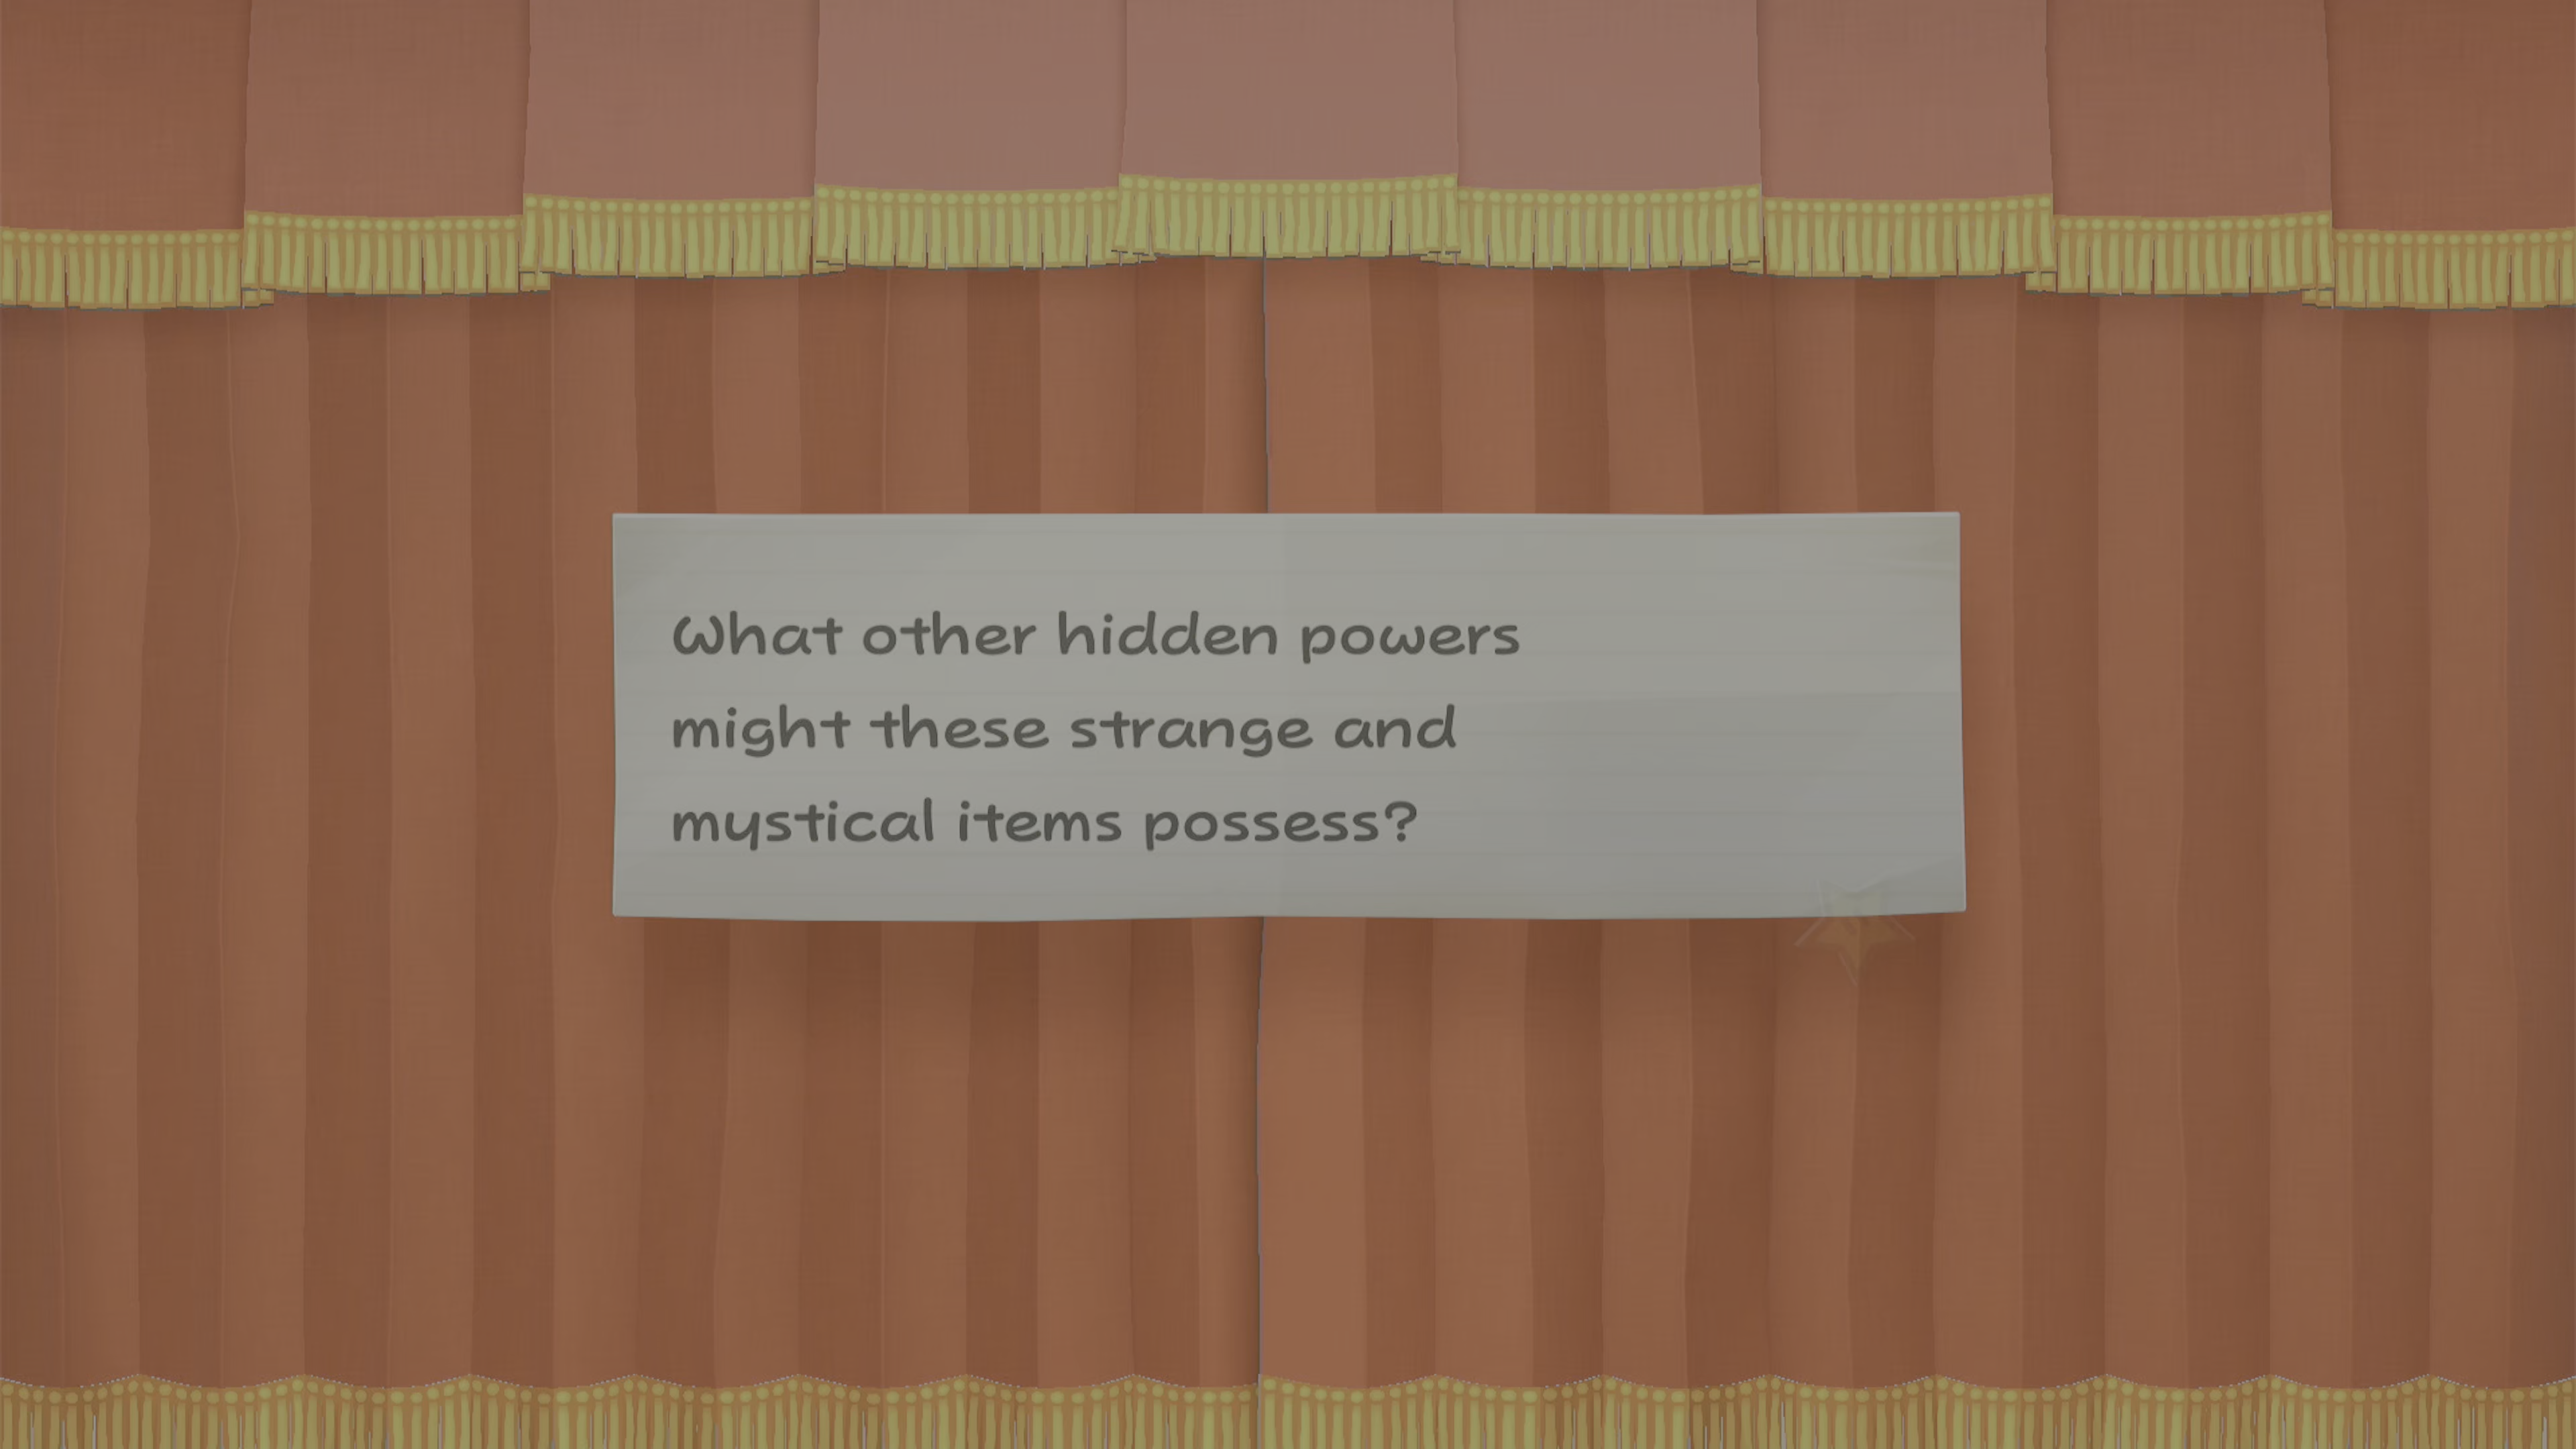 What other hidden powers
might these strange and
mystical items possess?